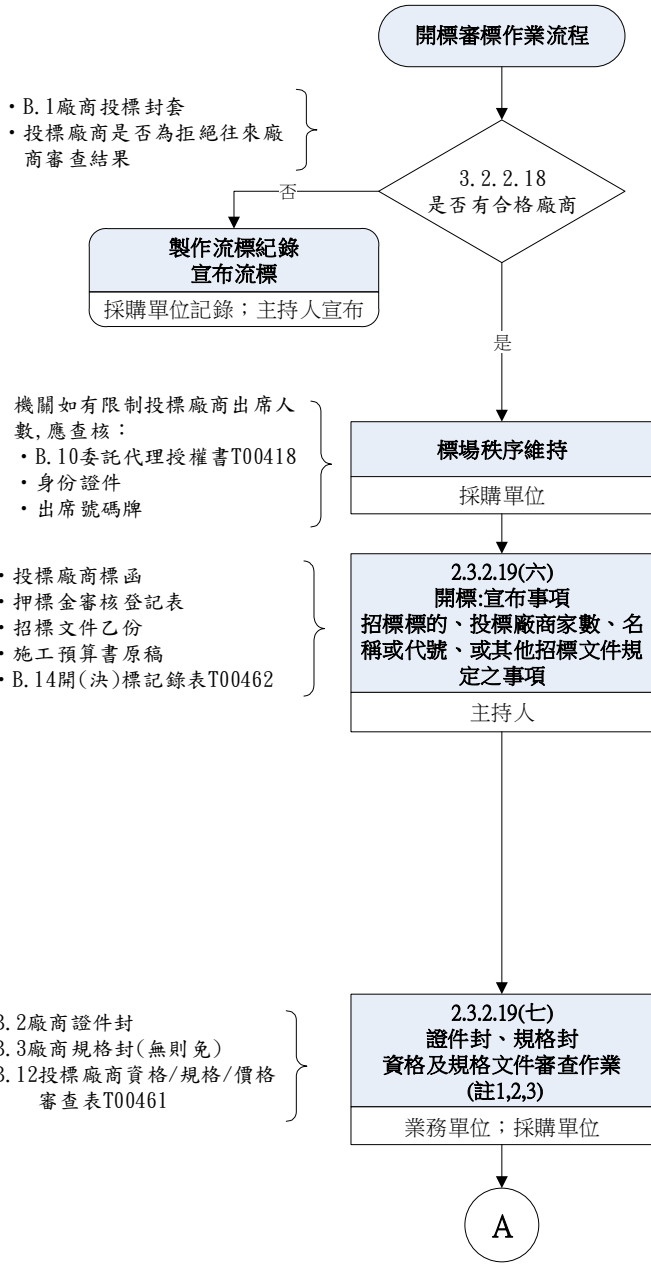 開標審標作業流程
・B.1廠商投標封套
・投標廠商是否為拒絕往來廠
商審查結果
3.2.2.18
是否有合格廠商
否
製作流標紀錄
宣布流標
採購單位記錄；主持人宣布
是
機關如有限制投標廠商出席人
數,應查核：
・B.10委託代理授權書T00418
・身份證件
・出席號碼牌
標場秩序維持
採購單位
・投標廠商標函
・押標金審核登記表
・招標文件乙份
・施工預算書原稿
・B.14開(決)標記錄表T00462
2.3.2.19(六)
開標:宣布事項
招標標的、投標廠商家數、名
稱或代號、或其他招標文件規
定之事項
主持人
3.2廠商證件封
3.3廠商規格封(無則免)
3.12投標廠商資格/規格/價格
審查表T00461
2.3.2.19(七)
證件封、規格封
資格及規格文件審查作業
(註1,2,3)
業務單位；採購單位
A